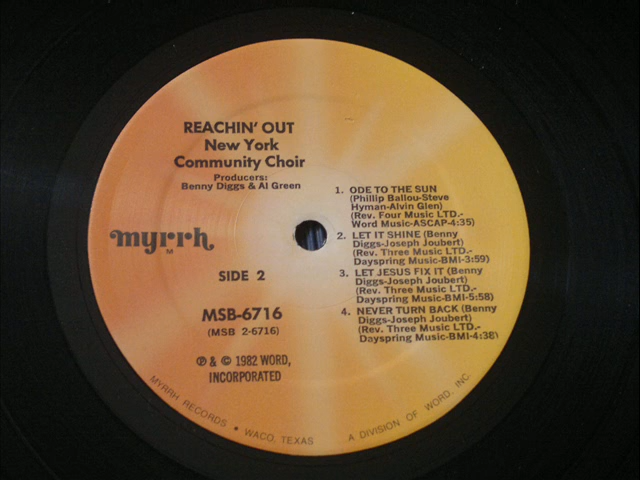 REACHIN' OUT
New York
Community Choir
Producers:
Benny Diggs & Al Green
myrrh
M
SIDE 2
MSB-6716
(MSB 2-6716)
℗ & © 1982 WORD,
INCORPORATED
1. ODE TO THE SUN
(Phillip Ballou-Steve
Hyman-Alvin Glen)
(Rev. Four Music LTD.-
Word Music-ASCAP-4:35)
2. LET IT SHINE (Benny
Diggs-Joseph Joubert)
(Rev. Three Music LTD.-
Dayspring Music-BMI-3:59)
3. LET JESUS FIX IT (Benny
Diggs-Joseph Joubert)
(Rev. Three Music LTD.-
Dayspring Music-BMI-5:58)
4. NEVER TURN BACK (Benny
Diggs-Joseph Joubert)
(Rev. Three Music LTD.-
Dayspring Music-BMI-4:38)
MYRRH RECORDS • WACO, TEXAS • A DIVISION OF WORD, INC.